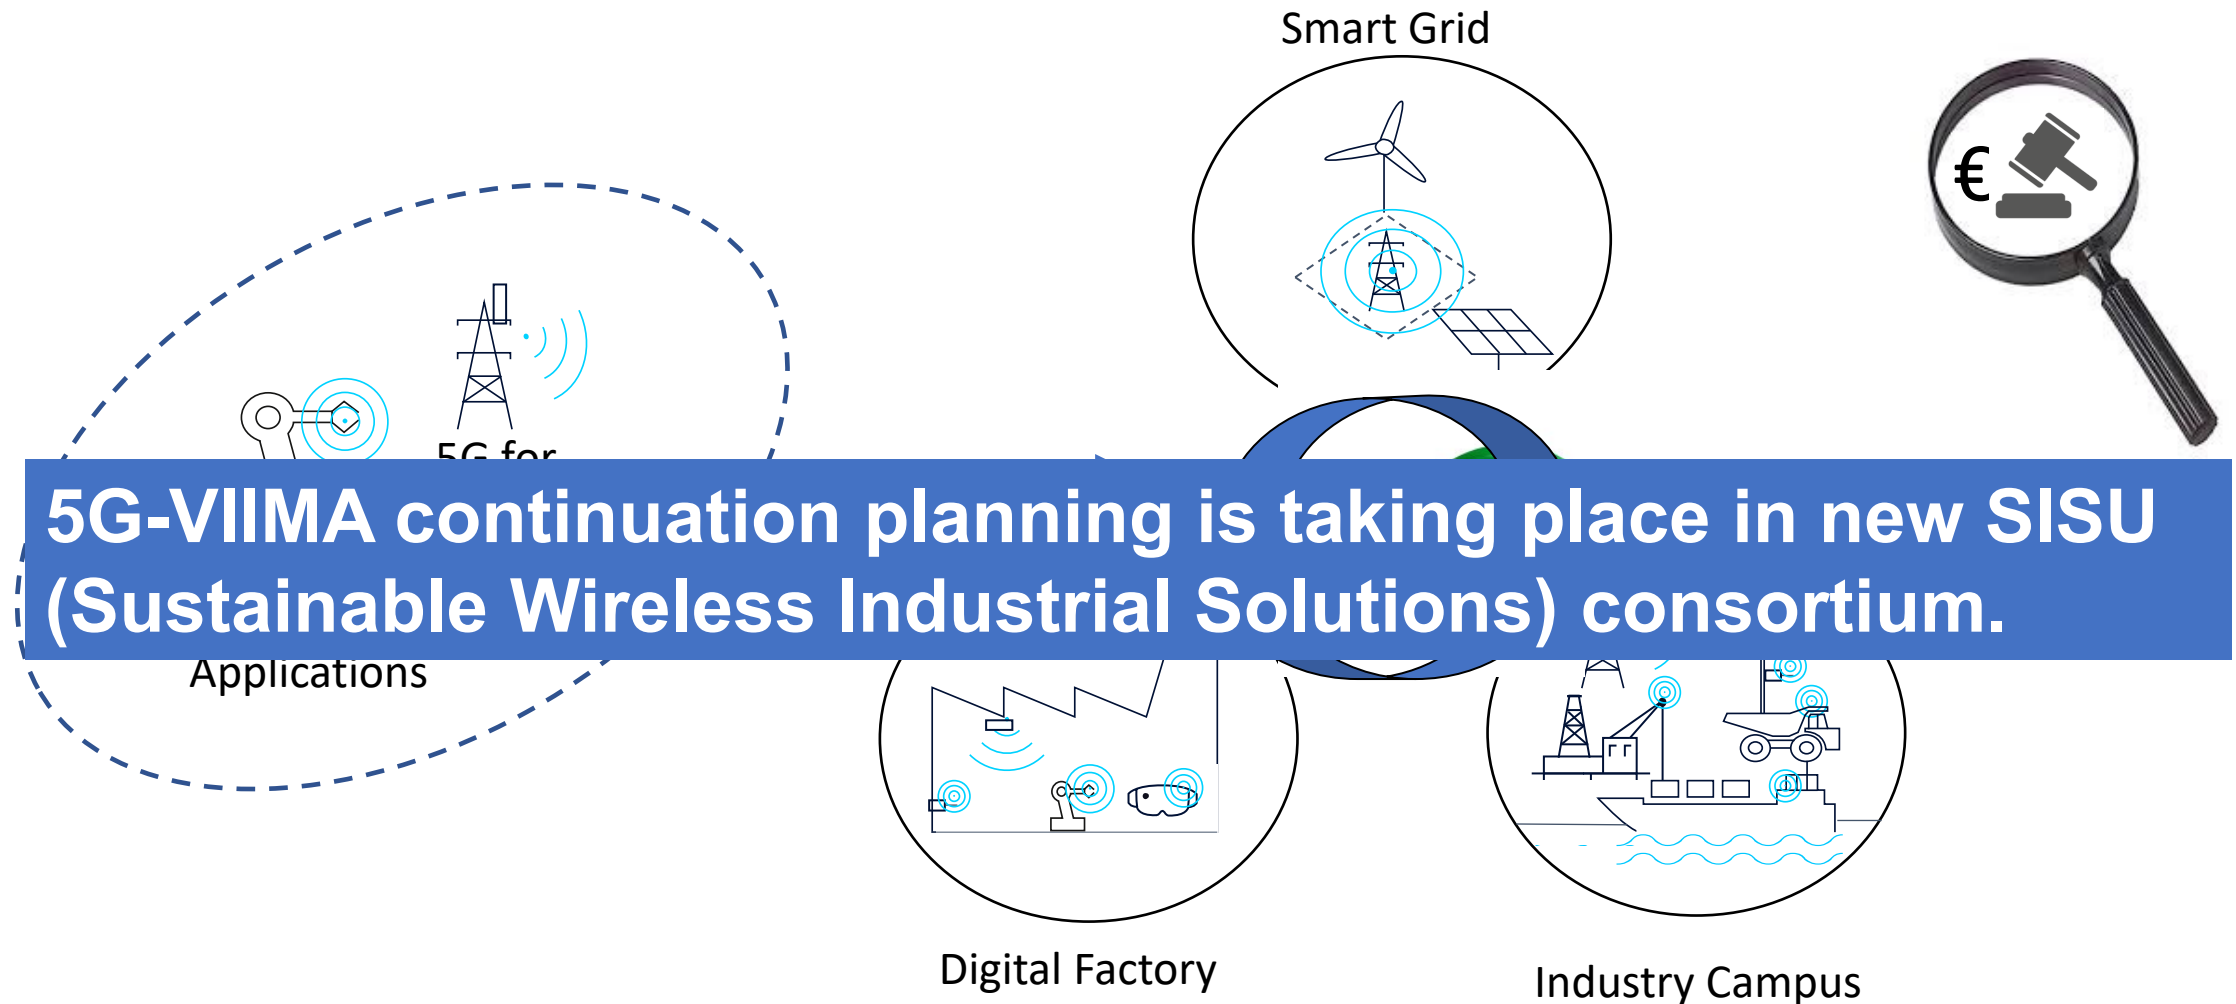 Smart Grid
€
5G for
5G-VIIMA continuation planning is taking place in new SISU
(Sustainable Wireless Industrial Solutions) consortium.
Applications
Digital Factory
Industry Campus